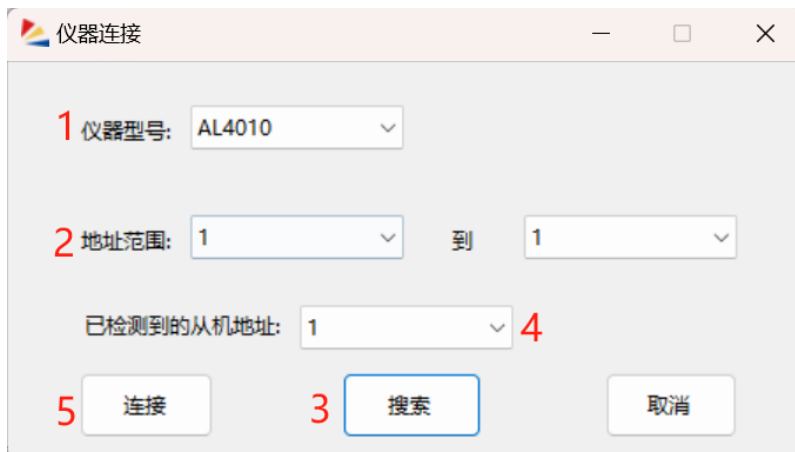 仪器连接
1 仪器型号: AL4010
2 地址范围: 1 到 1
已检测到的从机地址: 1 4
5 连接 3 搜索 取消